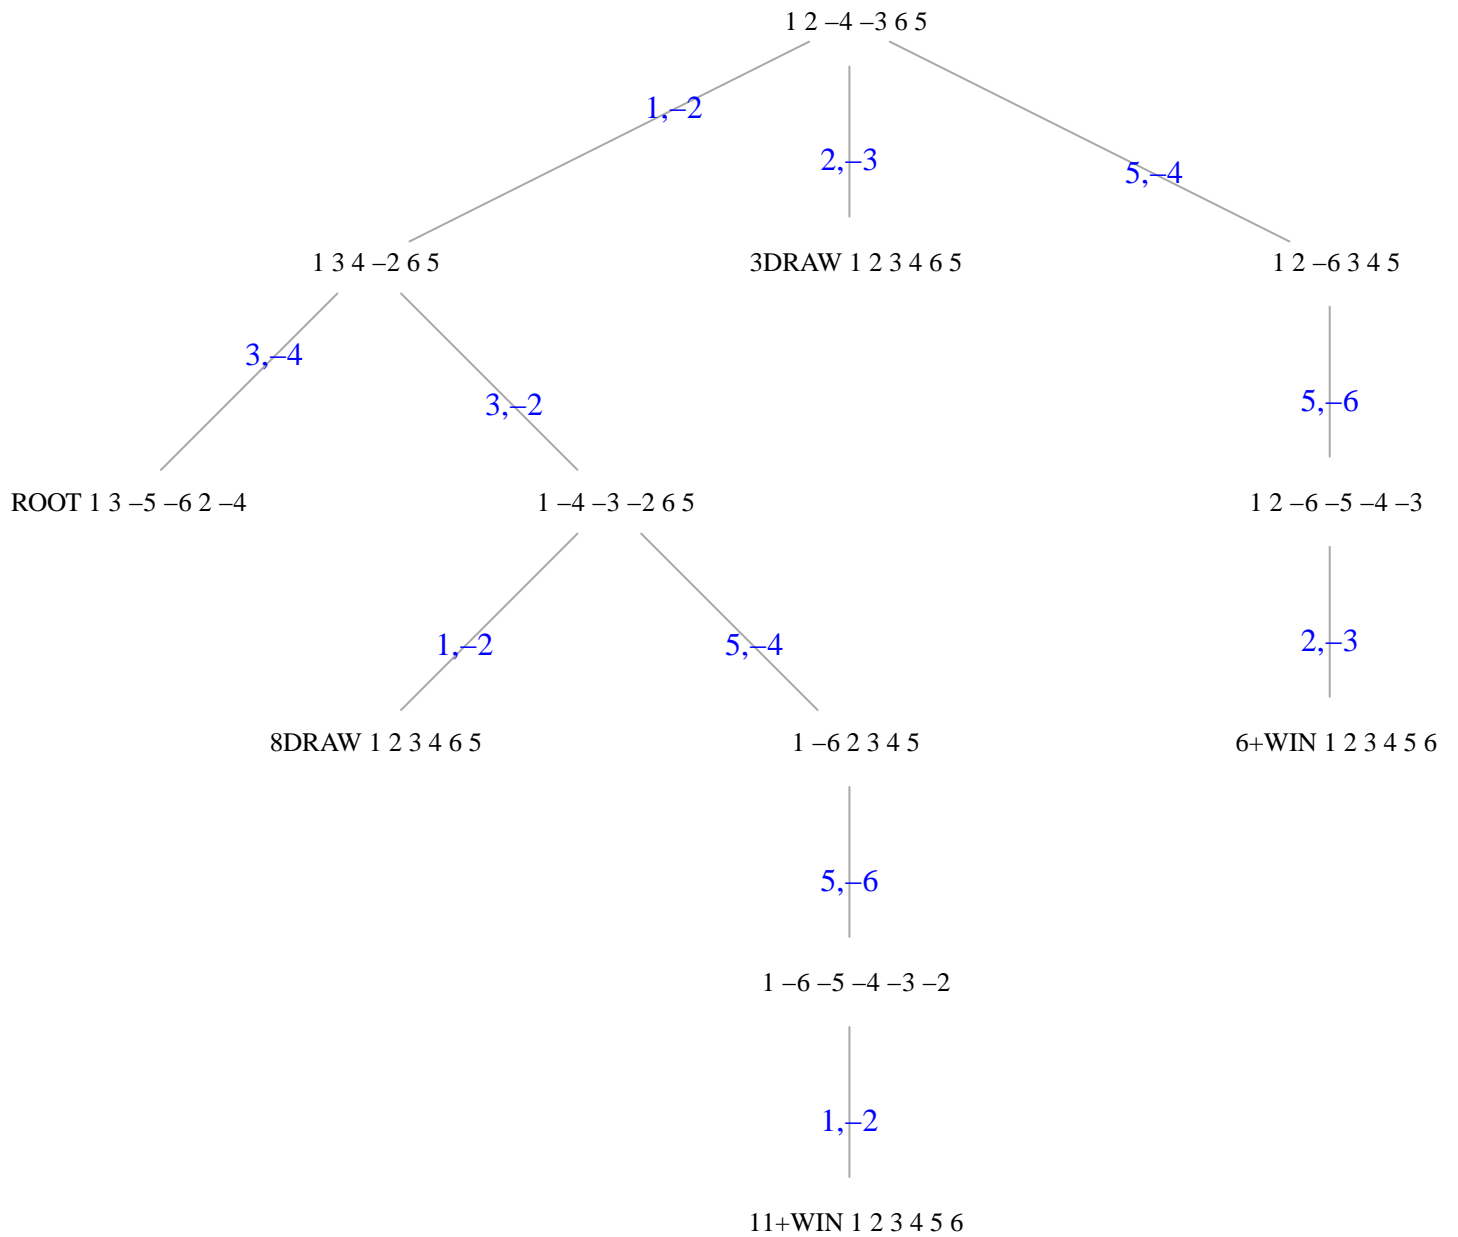 1 2 –4 –3 6 5
1,–2
2,–3
5,–4
1 3 4 –2 6 5
3DRAW 1 2 3 4 6 5
1 2 –6 3 4 5
3,–4
3,–2
5,–6
ROOT 1 3 –5 –6 2 –4
1 –4 –3 –2 6 5
1 2 –6 –5 –4 –3
1,–2
5,–4
2,–3
8DRAW 1 2 3 4 6 5
1 –6 2 3 4 5
6+WIN 1 2 3 4 5 6
5,–6
1 –6 –5 –4 –3 –2
1,–2
11+WIN 1 2 3 4 5 6